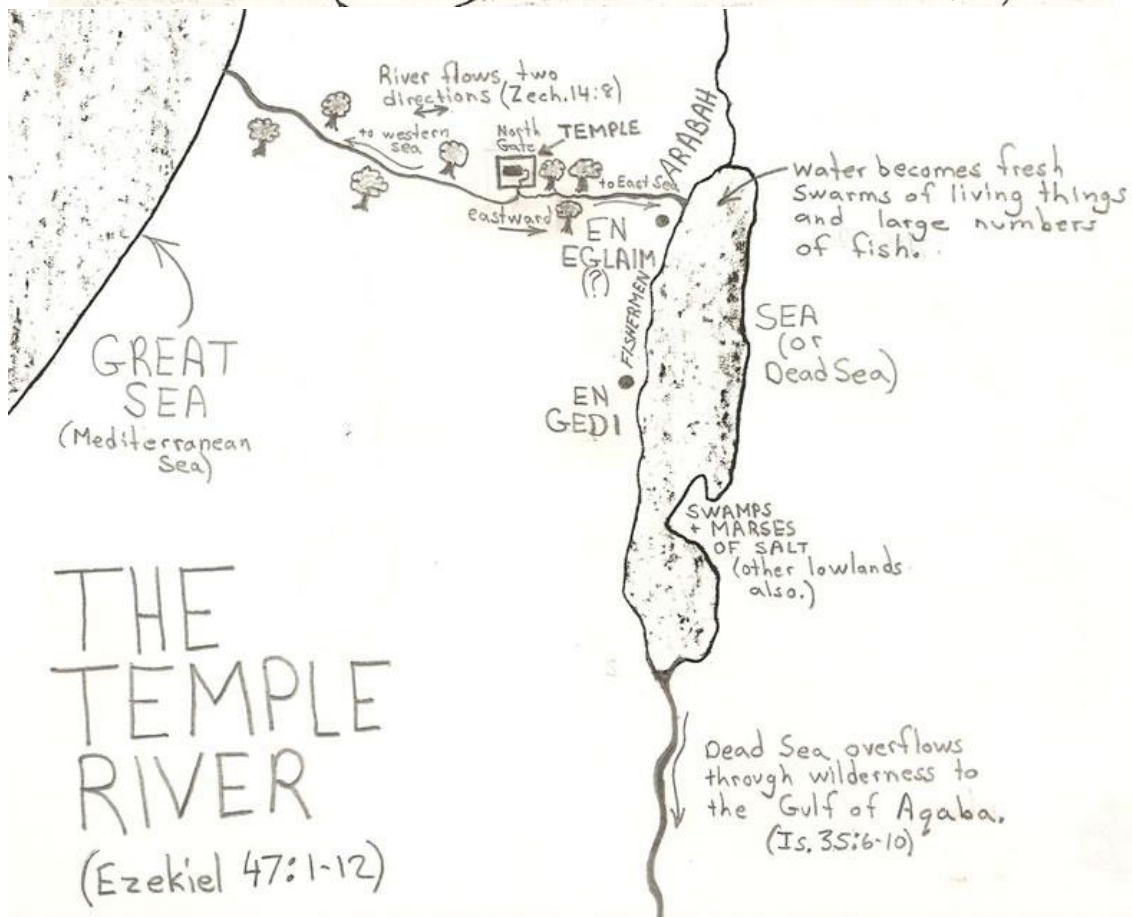 River flows, two
directions (Zech.14:8)
to western
sea
North
Gate
TEMPLE
ARABAH
to East Sea
eastward
EN
EGLAIM
(?)
FISHERMEN
EN
GEDI
water becomes fresh
Swarms of living things
and large numbers
of fish.
SEA
(or
Dead Sea)
GREAT
SEA
(Mediterranean
Sea)
SWAMPS
+ MARSES
OF SALT
(other lowlands
also.)
THE
TEMPLE
RIVER
(Ezekiel 47:1-12)
Dead Sea overflows
through wilderness to
the Gulf of Aqaba.
(Is. 35:6-10)